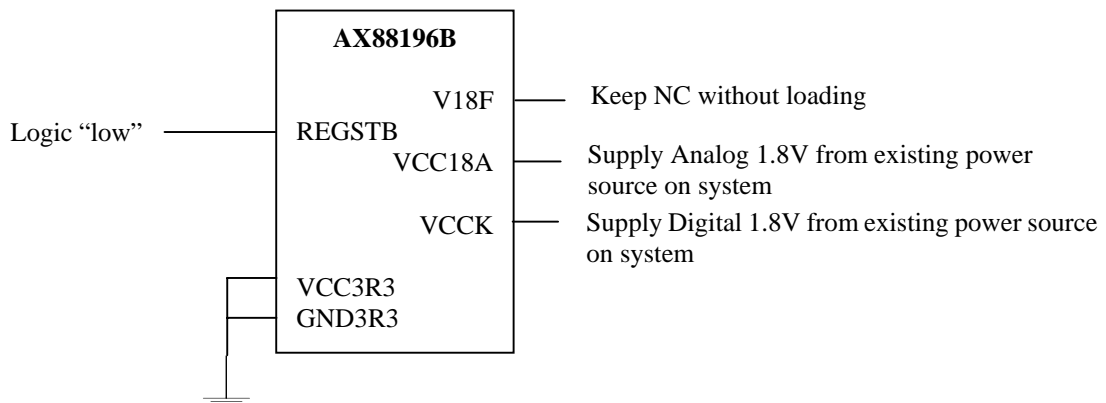 AX88196B
V18F
Keep NC without loading
Logic “low”
REGSTB
VCC18A
Supply Analog 1.8V from existing power
source on system
VCCK
Supply Digital 1.8V from existing power source
on system
VCC3R3
GND3R3